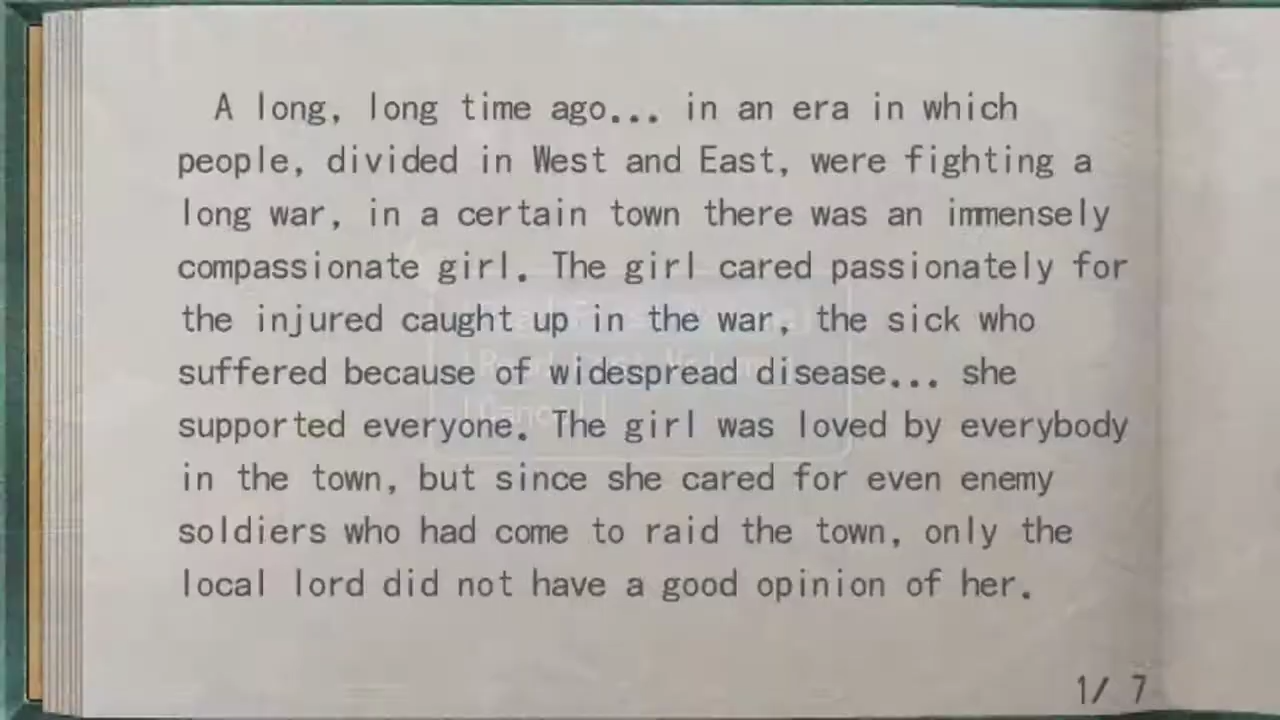 A long, long time ago... in an era in which
people, divided in West and East, were fighting a
long war, in a certain town there was an immensely
compassionate girl. The girl cared passionately for
the injured caught up in the war, the sick who
suffered because of widespread disease... she
supported everyone. The girl was loved by everybody
in the town, but since she cared for even enemy
soldiers who had come to raid the town, only the
local lord did not have a good opinion of her.
1/ 7